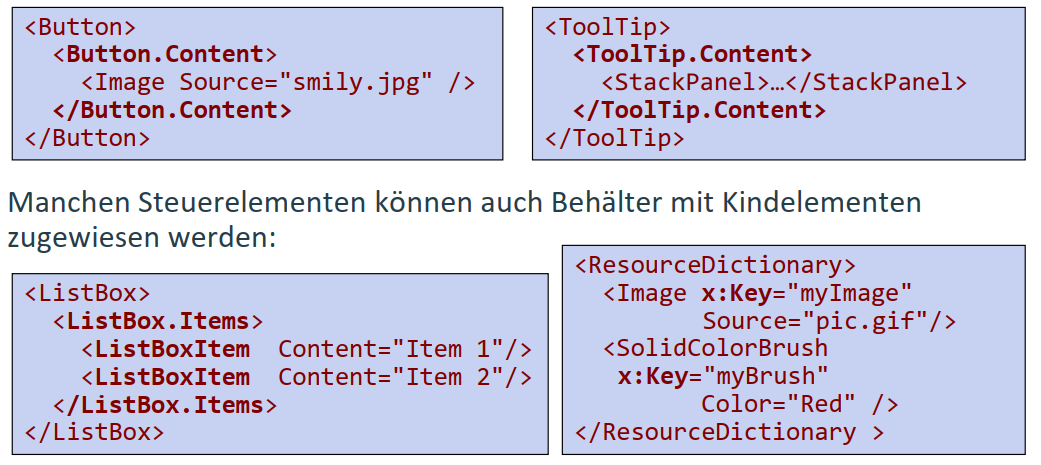 <Button>
  <Button.Content>
    <Image Source="smily.jpg" />
  </Button.Content>
</Button>
<ToolTip>
  <ToolTip.Content>
    <StackPanel>…</StackPanel>
  </ToolTip.Content>
</ToolTip>
Manchen Steuerelementen können auch Behälter mit Kindelementen
zugewiesen werden:
<ListBox>
  <ListBox.Items>
    <ListBoxItem  Content="Item 1"/>
    <ListBoxItem  Content="Item 2"/>
  </ListBox.Items>
</ListBox>
<ResourceDictionary>
  <Image x:Key="myImage"
         Source="pic.gif"/>
  <SolidColorBrush
   x:Key="myBrush"
         Color="Red" />
</ResourceDictionary >